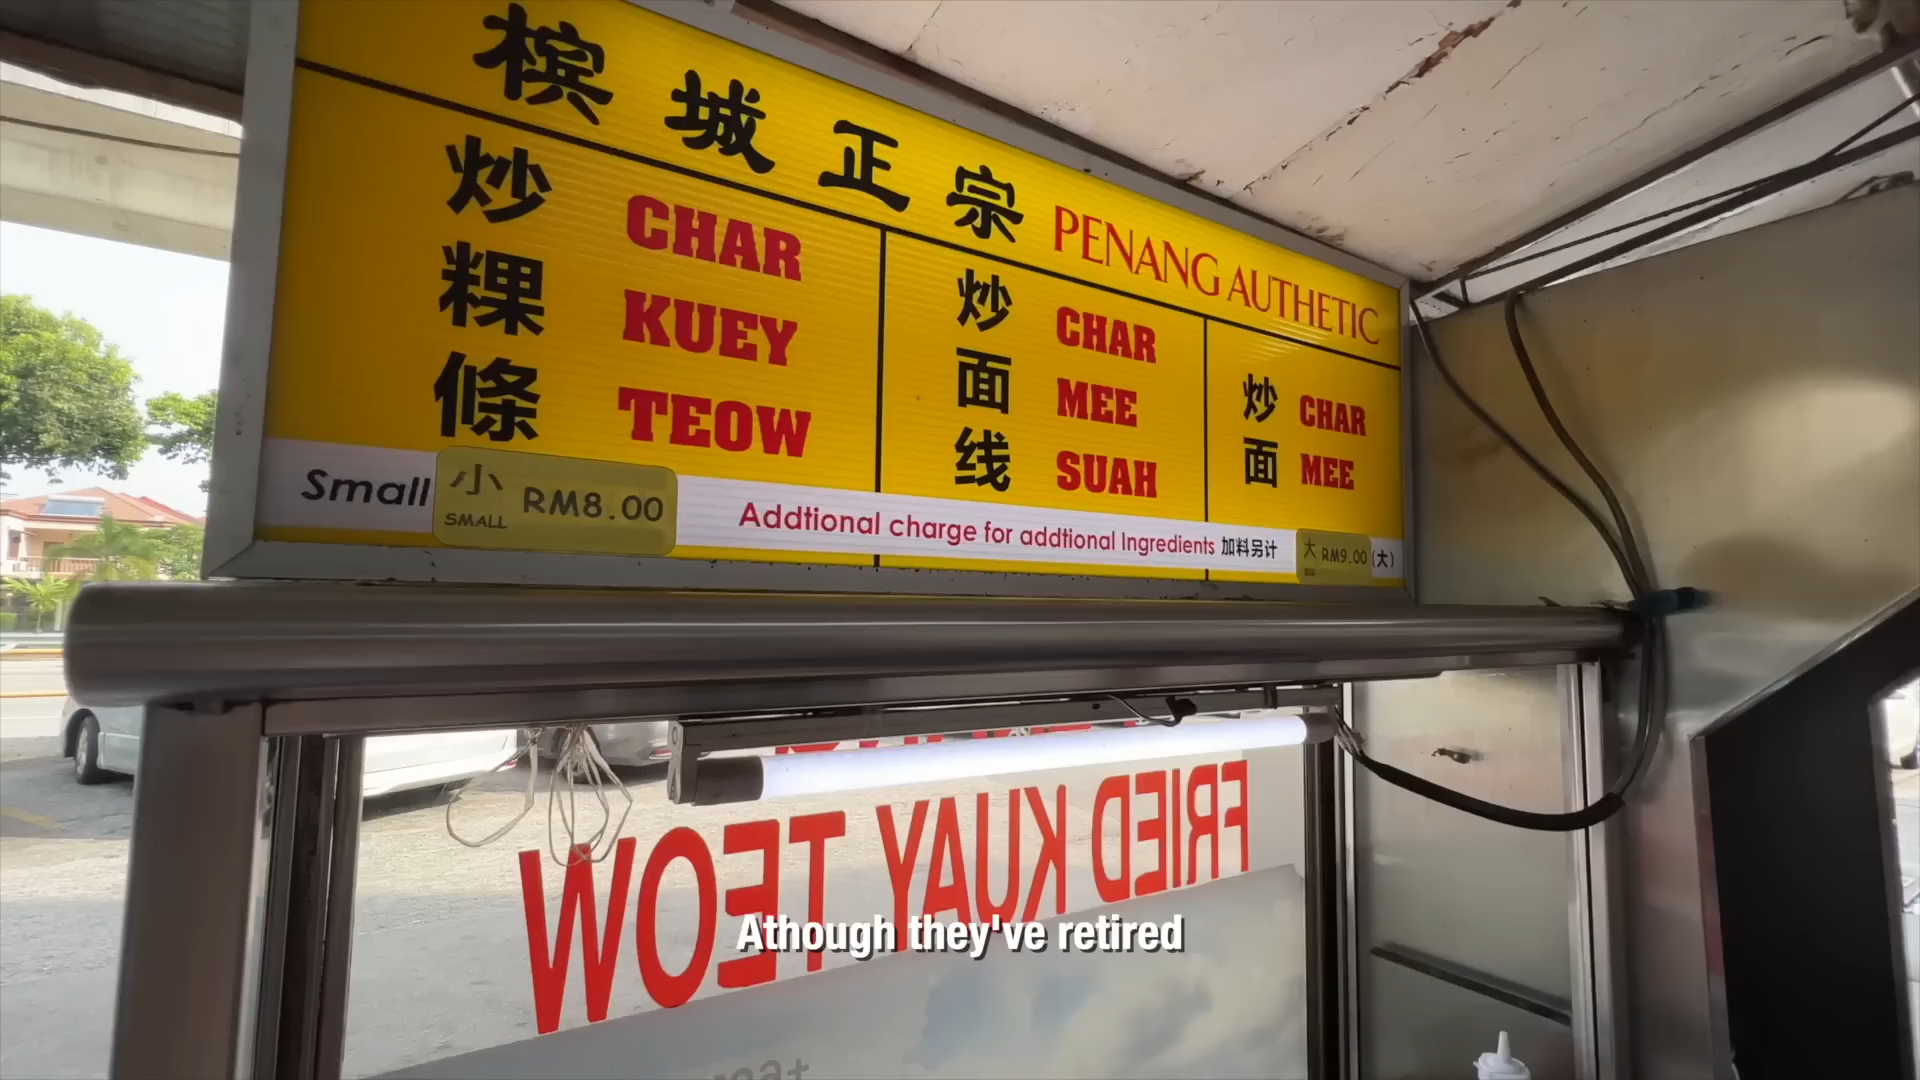 槟城正宗 PENANG AUTHETIC
炒粿條
CHAR
KUEY
TEOW
炒面线
CHAR
MEE
SUAH
炒面
CHAR
MEE
Small 小 SMALL RM8.00
Addtional charge for addtional Ingredients 加料另计
大 RM9.00 (大)
FRIED KUAY TEOW
Athough they've retired